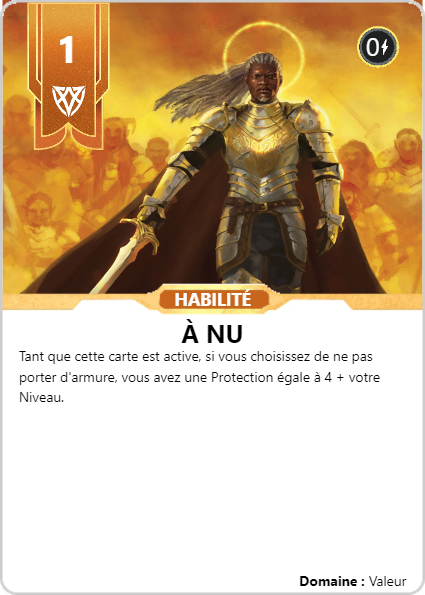 1
0
HABILITÉ
À NU
Tant que cette carte est active, si vous choisissez de ne pas
porter d'armure, vous avez une Protection égale à 4 + votre
Niveau.
Domaine : Valeur